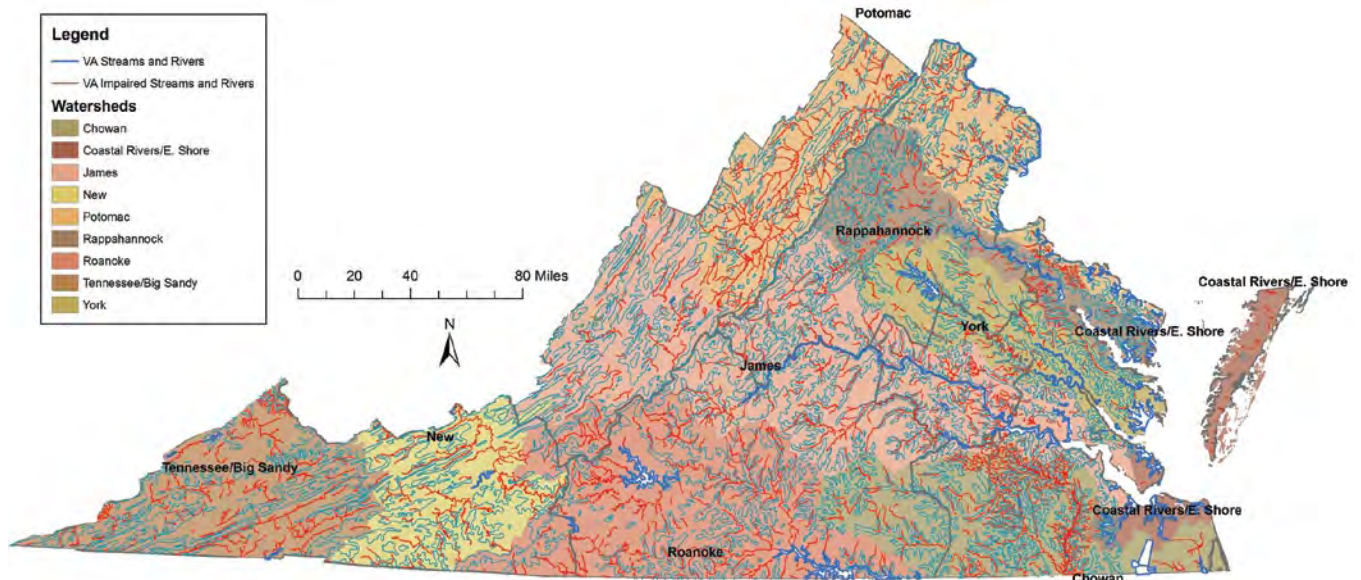 Potomac
Legend
VA Streams and Rivers
VA Impaired Streams and Rivers
Watersheds
Chowan
Coastal Rivers/E. Shore
James
New
Potomac
Rappahannock
Roanoke
Tennessee/Big Sandy
York
Rappahannock
0 20 40 80 Miles
Coastal Rivers/E. Shore
N
York
Coastal Rivers/E. Shore
James
New
Tennessee/Big Sandy
Coastal Rivers/E. Shore
Roanoke
Chowan